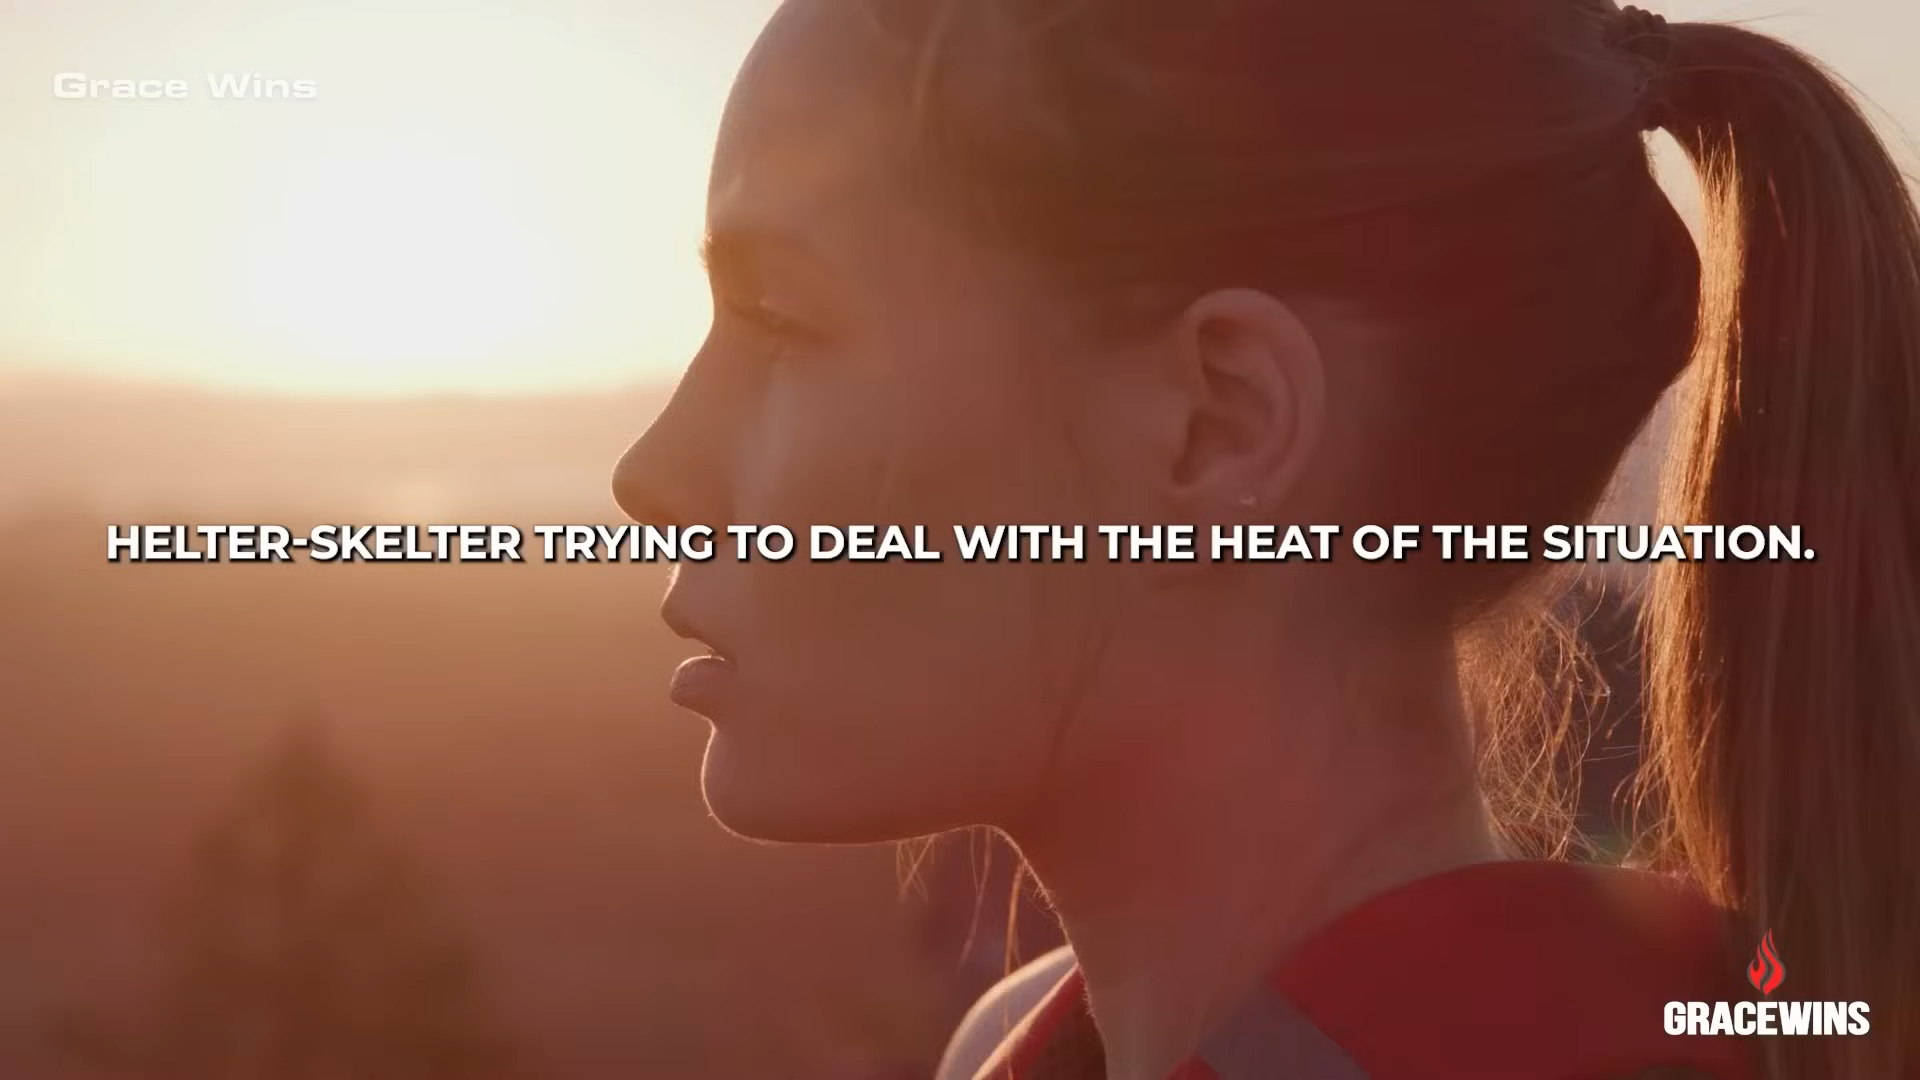 Grace Wins
HELTER-SKELTER TRYING TO DEAL WITH THE HEAT OF THE SITUATION.
GRACEWINS